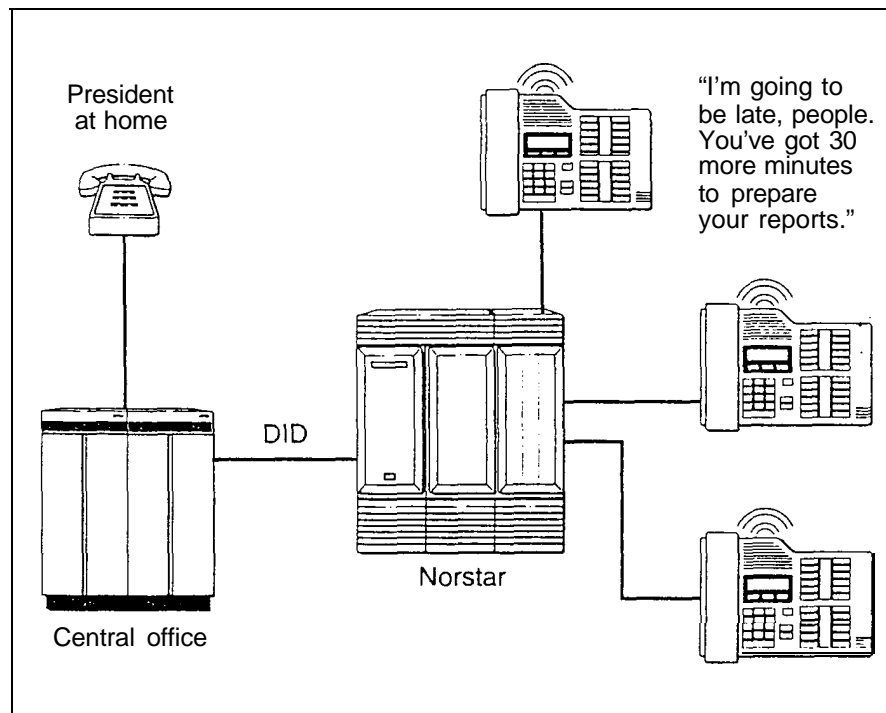 President
at home
“I'm going to
be late, people.
You've got 30
more minutes
to prepare
your reports.”
DID
Norstar
Central office